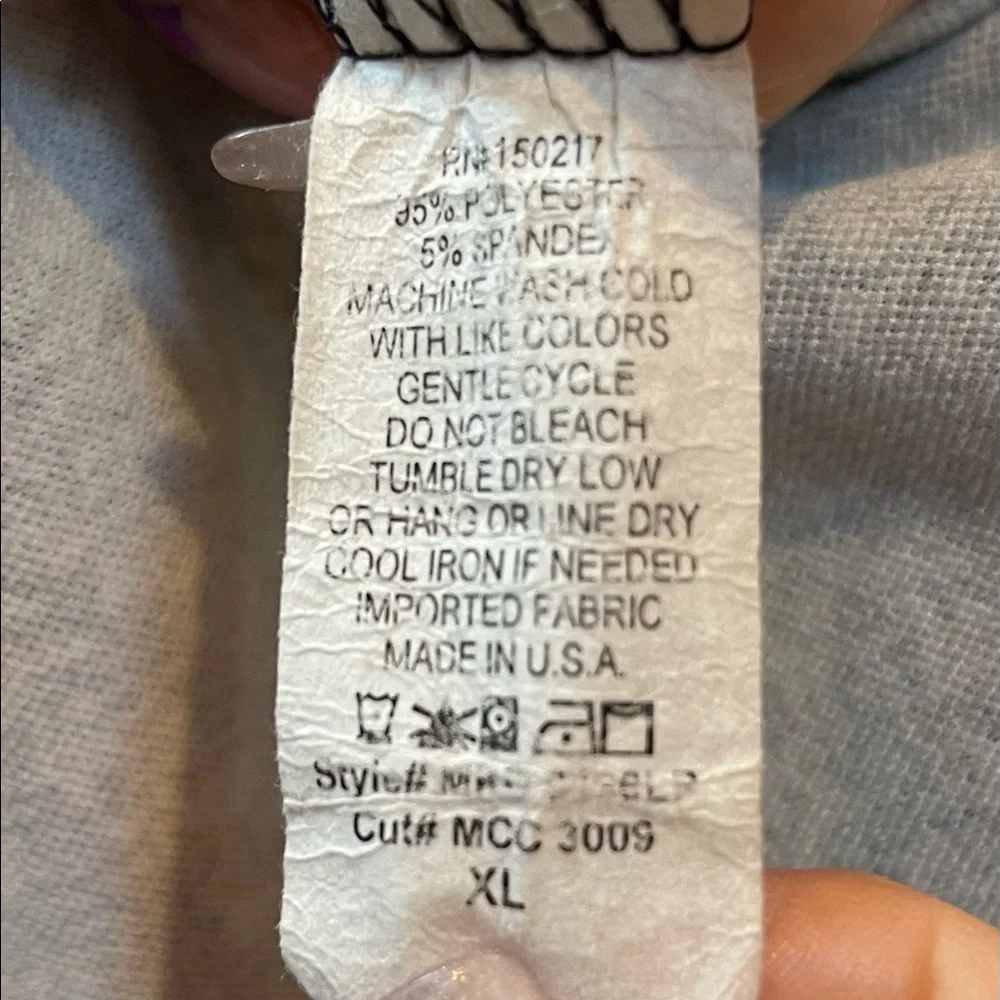 RN#150217
95% POLYESTER
5% SPANDEX
MACHINE WASH COLD
WITH LIKE COLORS
GENTLE CYCLE
DO NOT BLEACH
TUMBLE DRY LOW
OR HANG OR LINE DRY
COOL IRON IF NEEDED
IMPORTED FABRIC
MADE IN U.S.A.
Style#
Cut# MCC 3009
XL